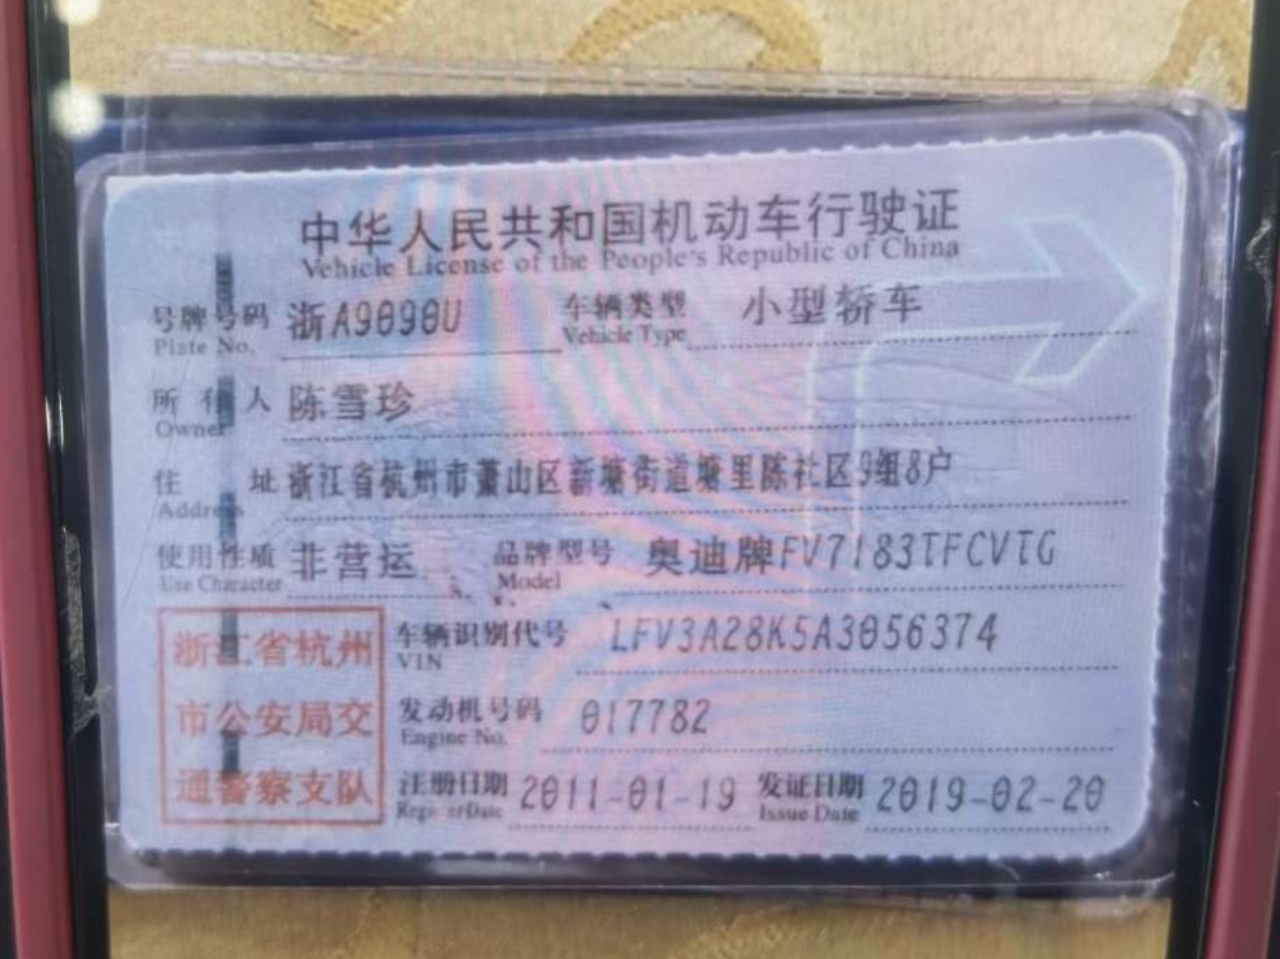 中华人民共和国机动车行驶证
Vehicle License of the People's Republic of China
号牌号码 浙A9090U 车辆类型 小型轿车
Plate No. Vehicle Type
所有人 陈雪珍
Owner
住址 浙江省杭州市萧山区新塘街道塘里陈社区9组8户
Address
使用性质 非营运 品牌型号 奥迪牌FV7183TFCVTG
Use Character Model
浙江省杭州 车辆识别代号 LFV3A28K5A3056374
VIN
市公安局交 发动机号码 017782
Engine No.
通警察支队 注册日期 2011-01-19 发证日期 2019-02-20
Register Date Issue Date